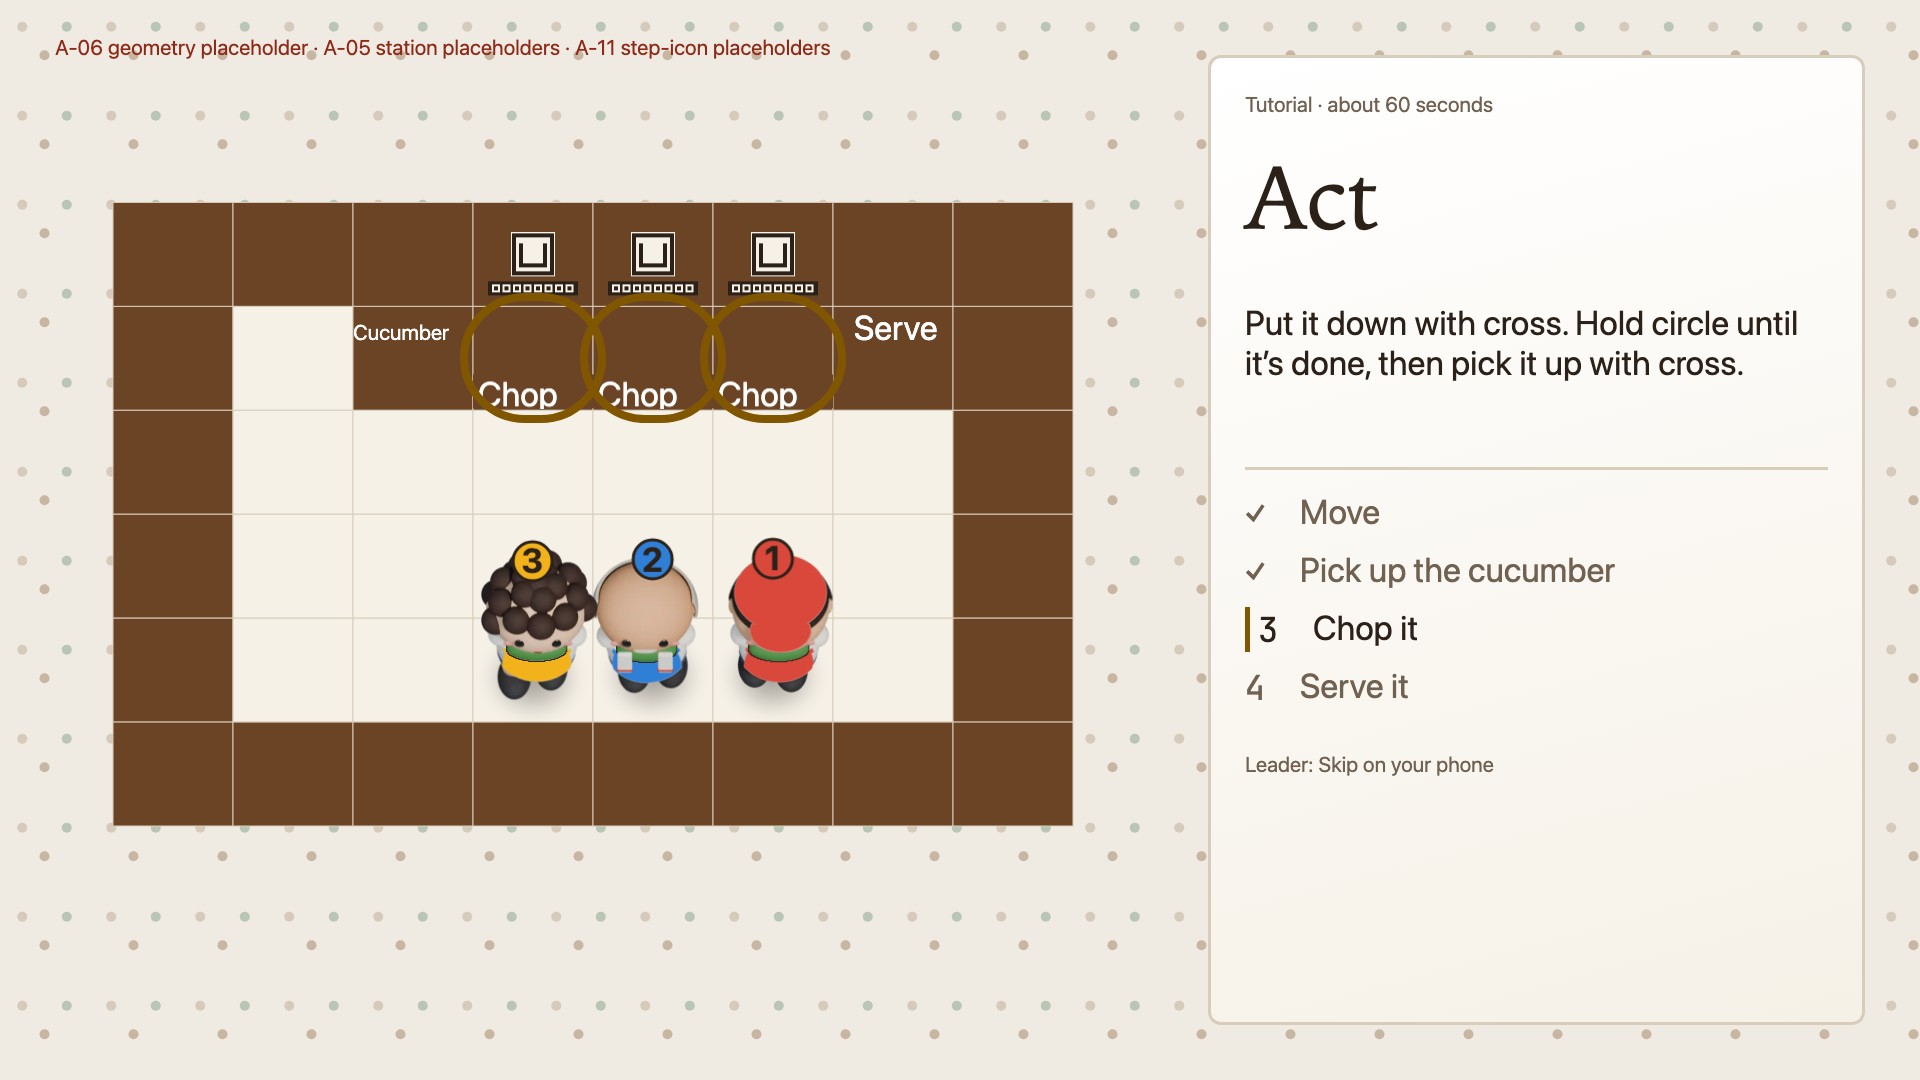 A-06 geometry placeholder · A-05 station placeholders · A-11 step-icon placeholders
Cucumber
Serve
Chop Chop Chop
3 2 1
Tutorial · about 60 seconds
Act
Put it down with cross. Hold circle until
it’s done, then pick it up with cross.
✓ Move
✓ Pick up the cucumber
3 Chop it
4 Serve it
Leader: Skip on your phone